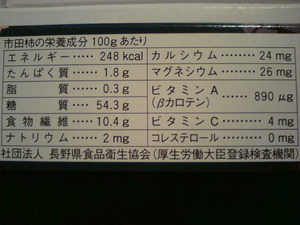 市田柿の栄養成分 100gあたり
エネルギー…… 248 kcal カルシウム……… 24 mg
たんぱく質…… 1.8 g マグネシウム…… 26 mg
脂　　質……… 0.3 g ビタミン A (βカロテン)…… 890 μg
糖　　質……… 54.3 g
食物繊維……… 10.4 g ビタミン C……… 4 mg
ナトリウム…… 2 mg コレステロール… 0 mg
社団法人 長野県食品衛生協会（厚生労働大臣登録検査機関）